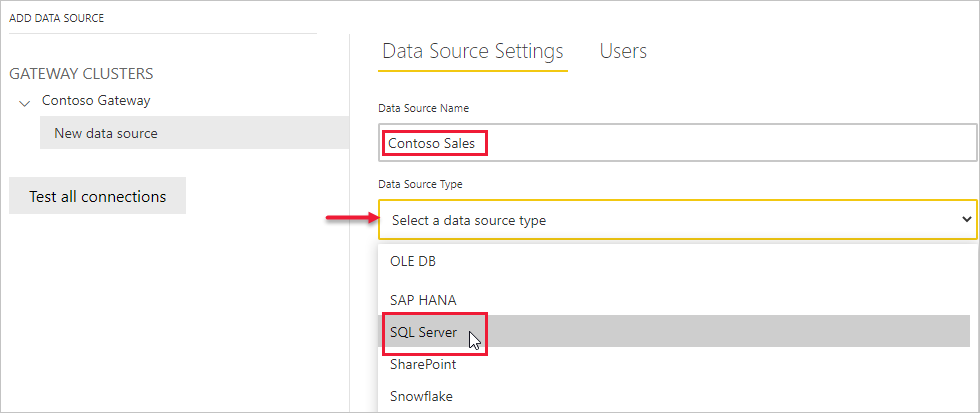 ADD DATA SOURCE
GATEWAY CLUSTERS
Contoso Gateway
New data source
Test all connections
Data Source Settings
Users
Data Source Name
Contoso Sales
Data Source Type
Select a data source type
OLE DB
SAP HANA
SQL Server
SharePoint
Snowflake